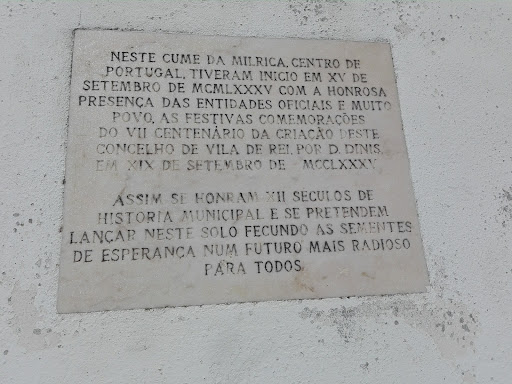 NESTE CUME DA MILRICA, CENTRO DE
PORTUGAL, TIVERAM INICIO EM XV DE
SETEMBRO DE MCMLXXXV COM A HONROSA
PRESENÇA DAS ENTIDADES OFICIAIS E MUITO
POVO, AS FESTIVAS COMEMORAÇÕES
DO VII CENTENÁRIO DA CRIAÇÃO DESTE
CONCELHO DE VILA DE REI, POR D. DINIS,
EM XIX DE SETEMBRO DE MCCLXXXV
ASSIM SE HONRAM XII SECULOS DE
HISTORIA MUNICIPAL E SE PRETENDEM
LANÇAR NESTE SOLO FECUNDO AS SEMENTES
DE ESPERANÇA NUM FUTURO MAIS RADIOSO
PARA TODOS